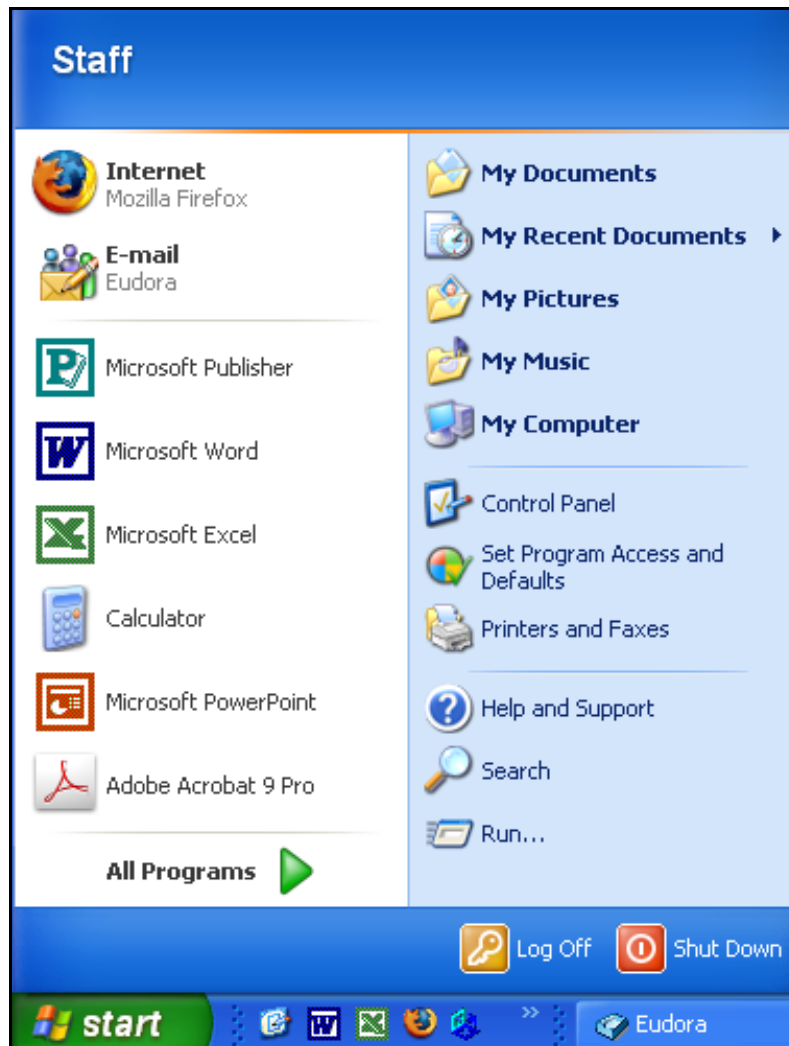 Staff
Internet
Mozilla Firefox
E-mail
Eudora
Microsoft Publisher
Microsoft Word
Microsoft Excel
Calculator
Microsoft PowerPoint
Adobe Acrobat 9 Pro
All Programs
My Documents
My Recent Documents
My Pictures
My Music
My Computer
Control Panel
Set Program Access and
Defaults
Printers and Faxes
Help and Support
Search
Run...
Log Off
Shut Down
start
Eudora